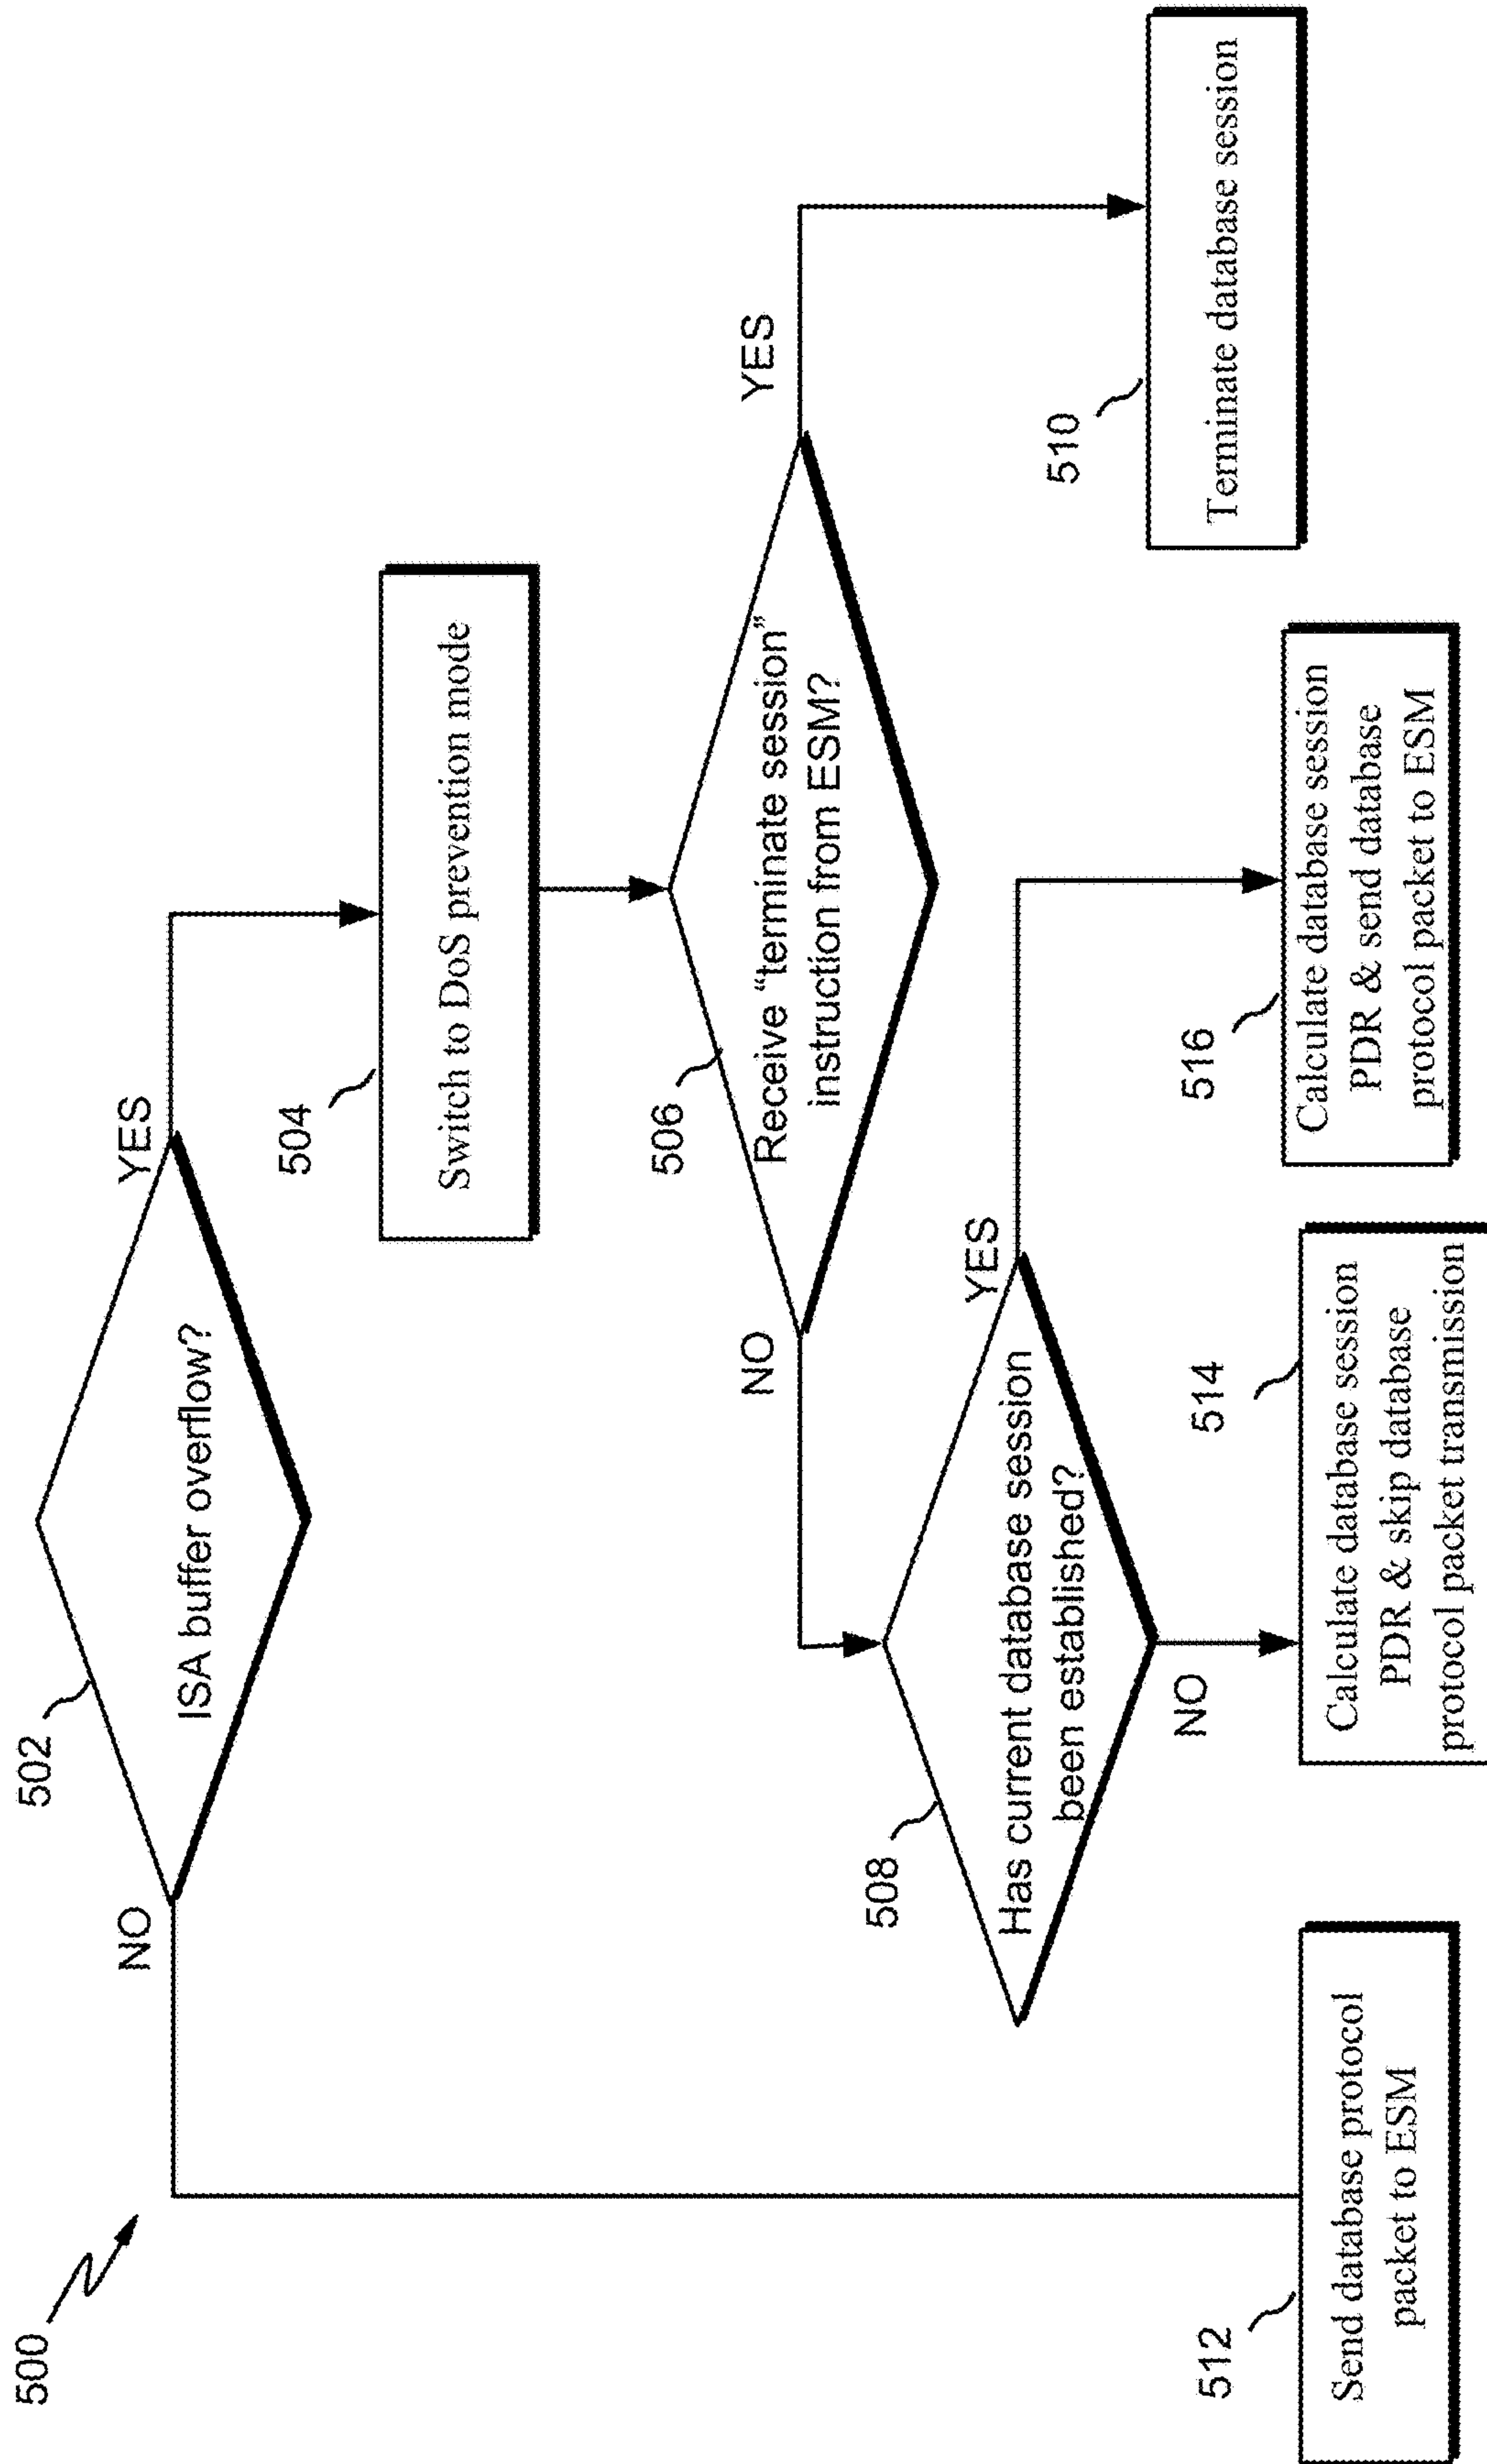 500
502
ISA buffer overflow?
NO
YES
504
Switch to DoS prevention mode
506
Receive “terminate session”
instruction from ESM?
NO
YES
508
Has current database session
been established?
YES
NO
510
Terminate database session
512
Send database protocol
packet to ESM
514
Calculate database session
PDR & skip database
protocol packet transmission
516
Calculate database session
PDR & send database
protocol packet to ESM